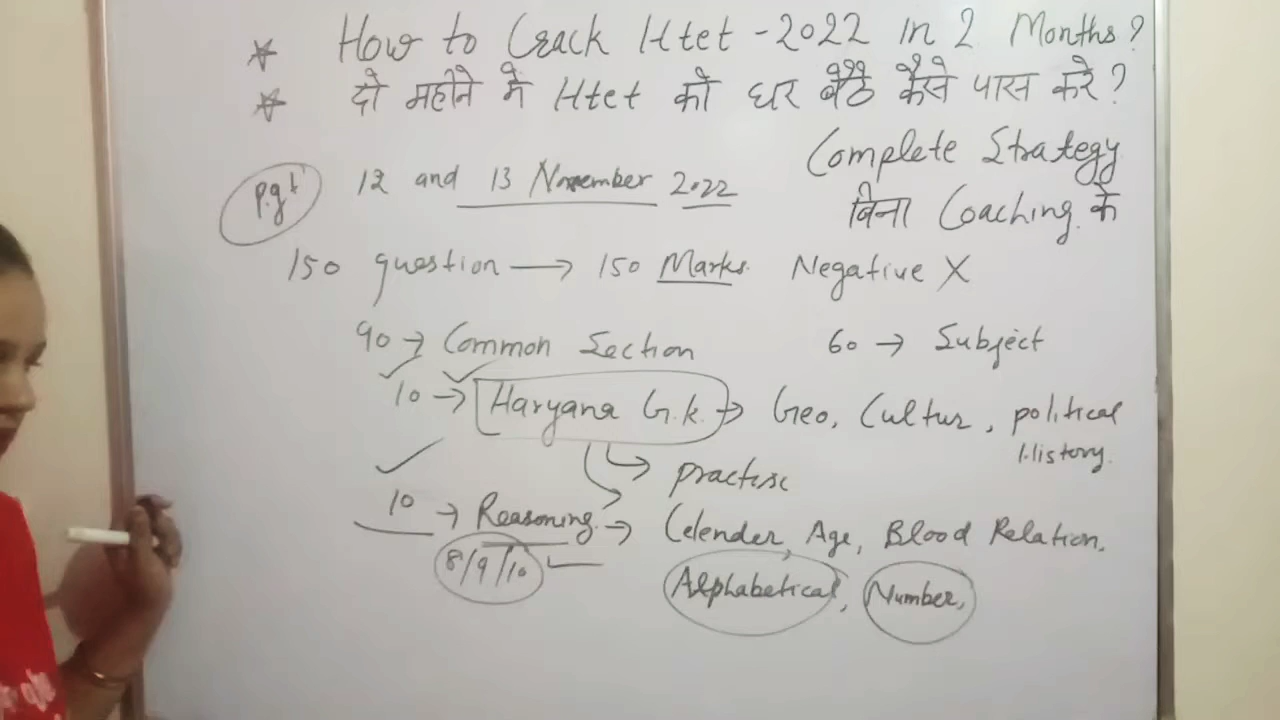 * How to Crack Htet - 2022 in 2 Months?
* दो महीने में Htet को घर बैठे कैसे पास करे?
Complete Strategy
बिना Coaching के
Pgt 12 and 13 November 2022
150 question → 150 Marks. Negative X
90 → Common Section 60 → Subject
10 → Haryana G.k. → Geo, Cultur, political
History.
→ practise
10 → Reasoning. → Celender, Age, Blood Relation,
8/9/10 Alphabetical, Number,